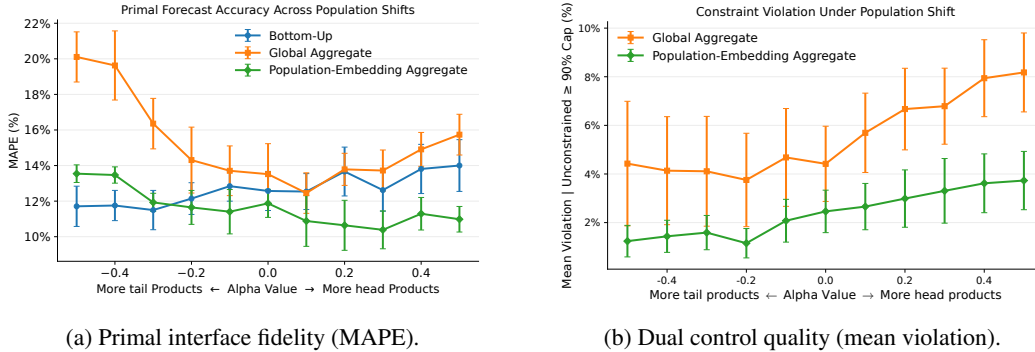 Primal Forecast Accuracy Across Population Shifts
22%
20%
18%
16%
14%
12%
10%
MAPE (%)
Bottom-Up
Global Aggregate
Population-Embedding Aggregate
−0.4
−0.2
0.0
0.2
0.4
More tail Products ← Alpha Value → More head Products
(a) Primal interface fidelity (MAPE).
Constraint Violation Under Population Shift
10%
8%
6%
4%
2%
Mean Violation | Unconstrained ≥ 90% Cap (%)
Global Aggregate
Population-Embedding Aggregate
-0.4
-0.2
0.0
0.2
0.4
More tail products ← Alpha Value → More head products
(b) Dual control quality (mean violation).